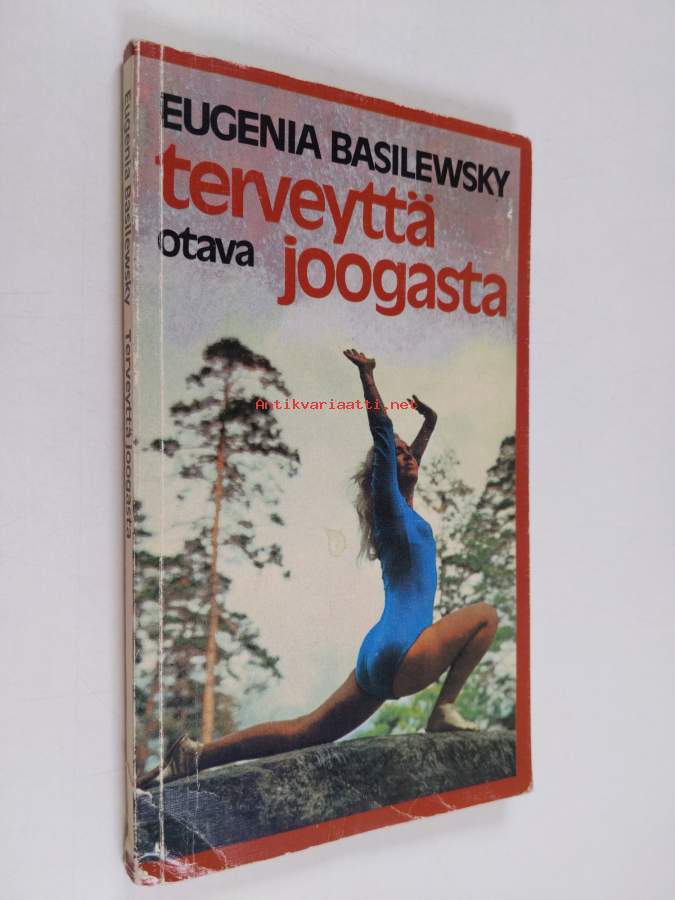 EUGENIA BASILEWSKY
terveyttä
otava joogasta
Antikvariaatti.net
Eugenia Basilewsky Terveyttä joogasta